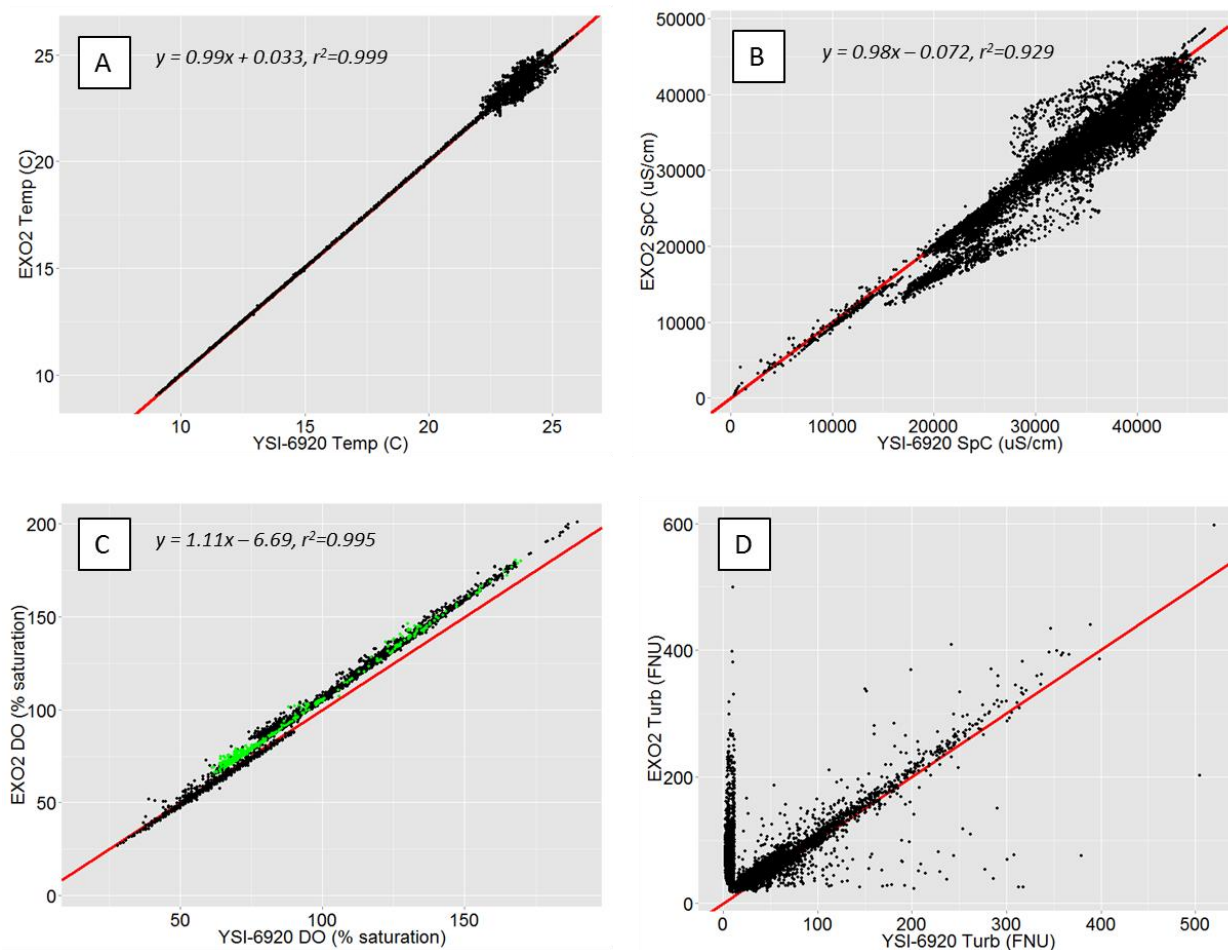 A
y = 0.99x + 0.033, r²=0.999
EXO2 Temp (C)
25
20
15
10
10 15 20 25
YSI-6920 Temp (C)
B
y = 0.98x – 0.072, r²=0.929
EXO2 SpC (uS/cm)
50000
40000
30000
20000
10000
0
0 10000 20000 30000 40000
YSI-6920 SpC (uS/cm)
C
y = 1.11x – 6.69, r²=0.995
EXO2 DO (% saturation)
200
150
100
50
0
50 100 150
YSI-6920 DO (% saturation)
D
EXO2 Turb (FNU)
600
400
200
0
0 100 200 300 400 500
YSI-6920 Turb (FNU)